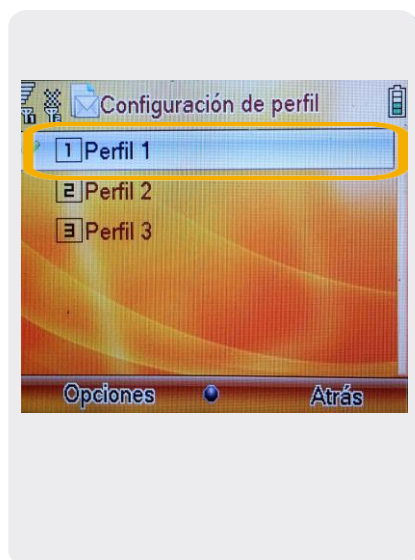 Configuración de perfil
1 Perfil 1
2 Perfil 2
3 Perfil 3
Opciones Atrás